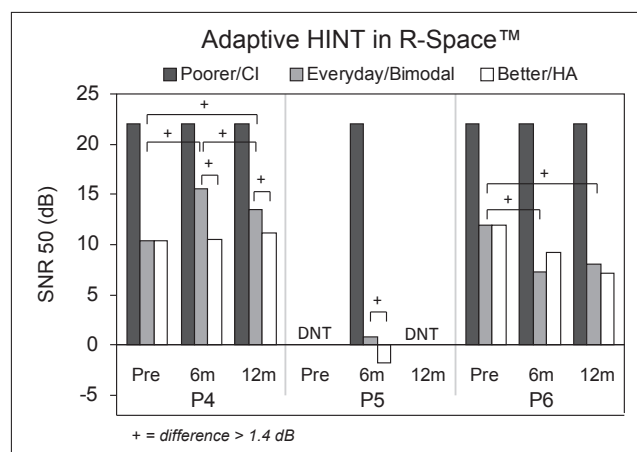 Adaptive HINT in R-Space™
Poorer/CI Everyday/Bimodal Better/HA
SNR 50 (dB)
25
20
15
10
5
0
-5
+ + + + +
+ + +
DNT DNT
Pre 6m 12m Pre 6m 12m Pre 6m 12m
P4 P5 P6
+ = difference > 1.4 dB